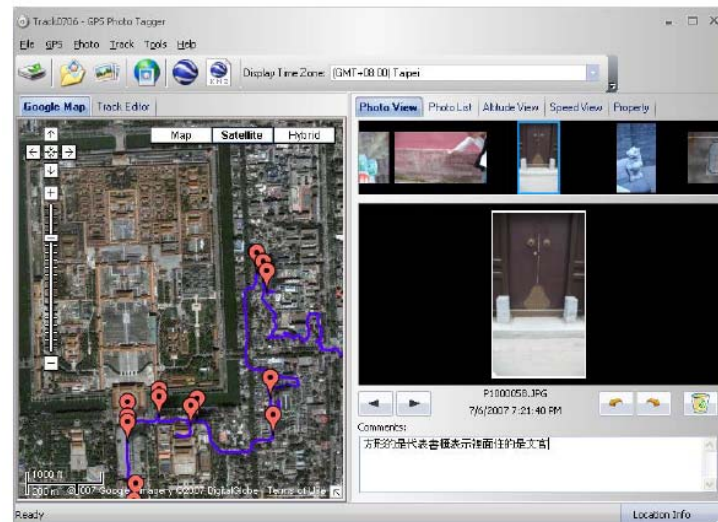 Track0706 - GPS Photo Tagger
File GPS Photo Track Tools Help
Display Time Zone: (GMT+08:00) Taipei
Google Map Track Editor
Photo View Photo List Altitude View Speed View Property
Map Satellite Hybrid
P1000058.JPG
7/6/2007 7:21:40 PM
Comments:
方形的是代表書櫃表示裡面住的是文官
1000 ft
©2007 Google - Imagery ©2007 DigitalGlobe - Terms of Use
Ready
Location Info